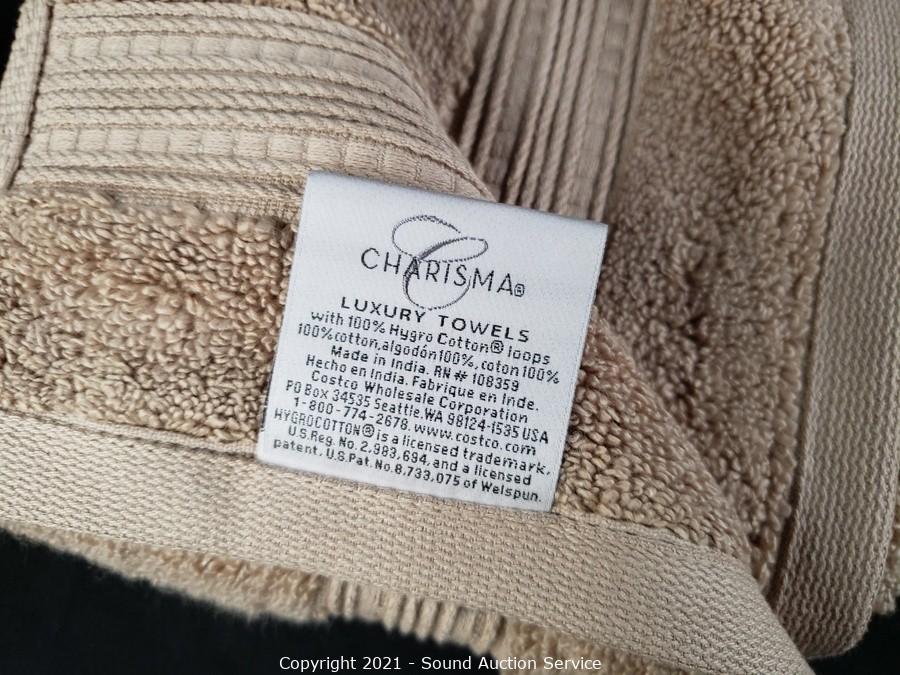 C
CHARISMA®
LUXURY TOWELS
with 100% Hygro Cotton® loops
100%cotton,algodón100%,coton100%
Made in India. RN# 108359
Hecho en India. Fabrique en Inde.
Costco Wholesale Corporation
PO Box 34535 Seattle.WA 98124-1535 USA
1-800-774-2678. www.costco.com
HYGROCOTTON® is a licensed trademark,
U.S.Reg. No. 2,983,694, and a licensed
patent, U.S.Pat. No.8,733,075 of Welspun.
Copyright 2021 - Sound Auction Service